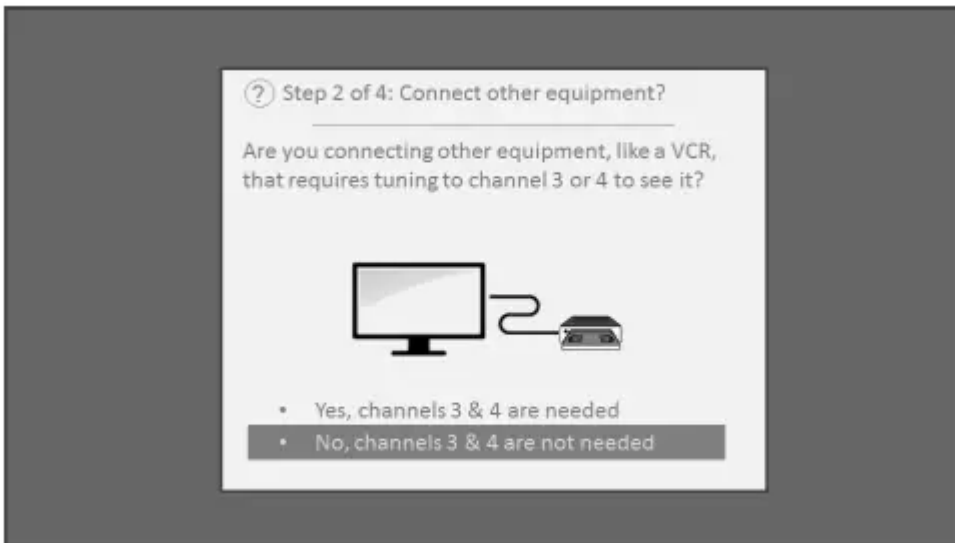 ? Step 2 of 4: Connect other equipment?
Are you connecting other equipment, like a VCR,
that requires tuning to channel 3 or 4 to see it?
• Yes, channels 3 & 4 are needed
• No, channels 3 & 4 are not needed